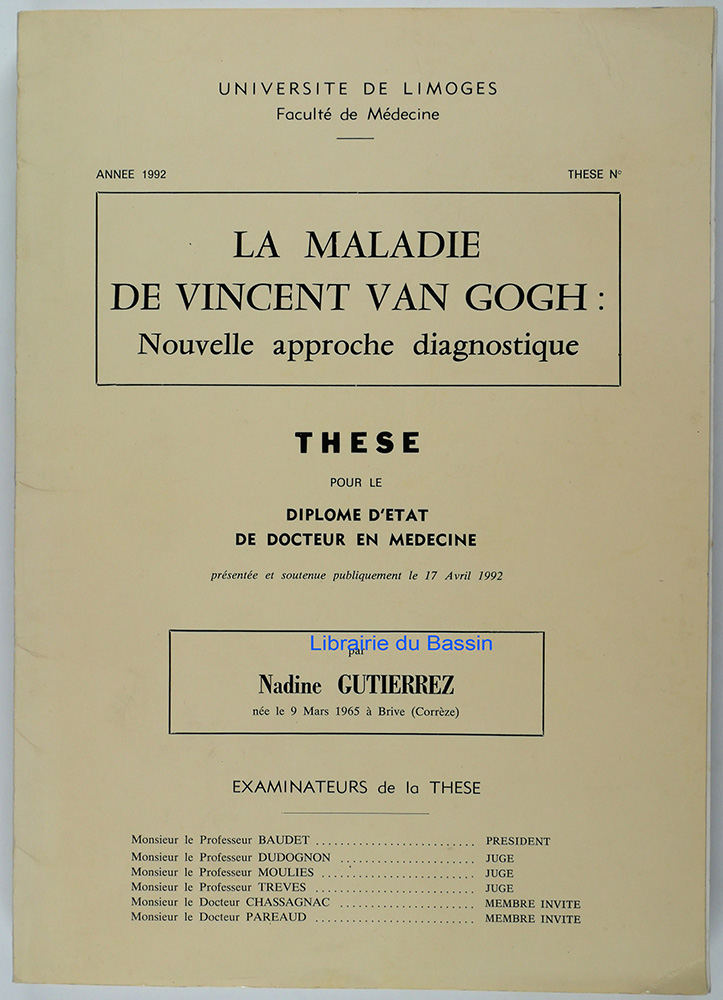 UNIVERSITE DE LIMOGES
Faculté de Médecine
ANNEE 1992 THESE N°
LA MALADIE
DE VINCENT VAN GOGH :
Nouvelle approche diagnostique
THESE
POUR LE
DIPLOME D'ETAT
DE DOCTEUR EN MEDECINE
présentée et soutenue publiquement le 17 Avril 1992
Librairie du Bassin
par
Nadine GUTIERREZ
née le 9 Mars 1965 à Brive (Corrèze)
EXAMINATEURS de la THESE
Monsieur le Professeur BAUDET ......................... PRESIDENT
Monsieur le Professeur DUDOGNON ...................... JUGE
Monsieur le Professeur MOULIES ......................... JUGE
Monsieur le Professeur TREVES .......................... JUGE
Monsieur le Docteur CHASSAGNAC ...................... MEMBRE INVITE
Monsieur le Docteur PAREAUD .......................... MEMBRE INVITE